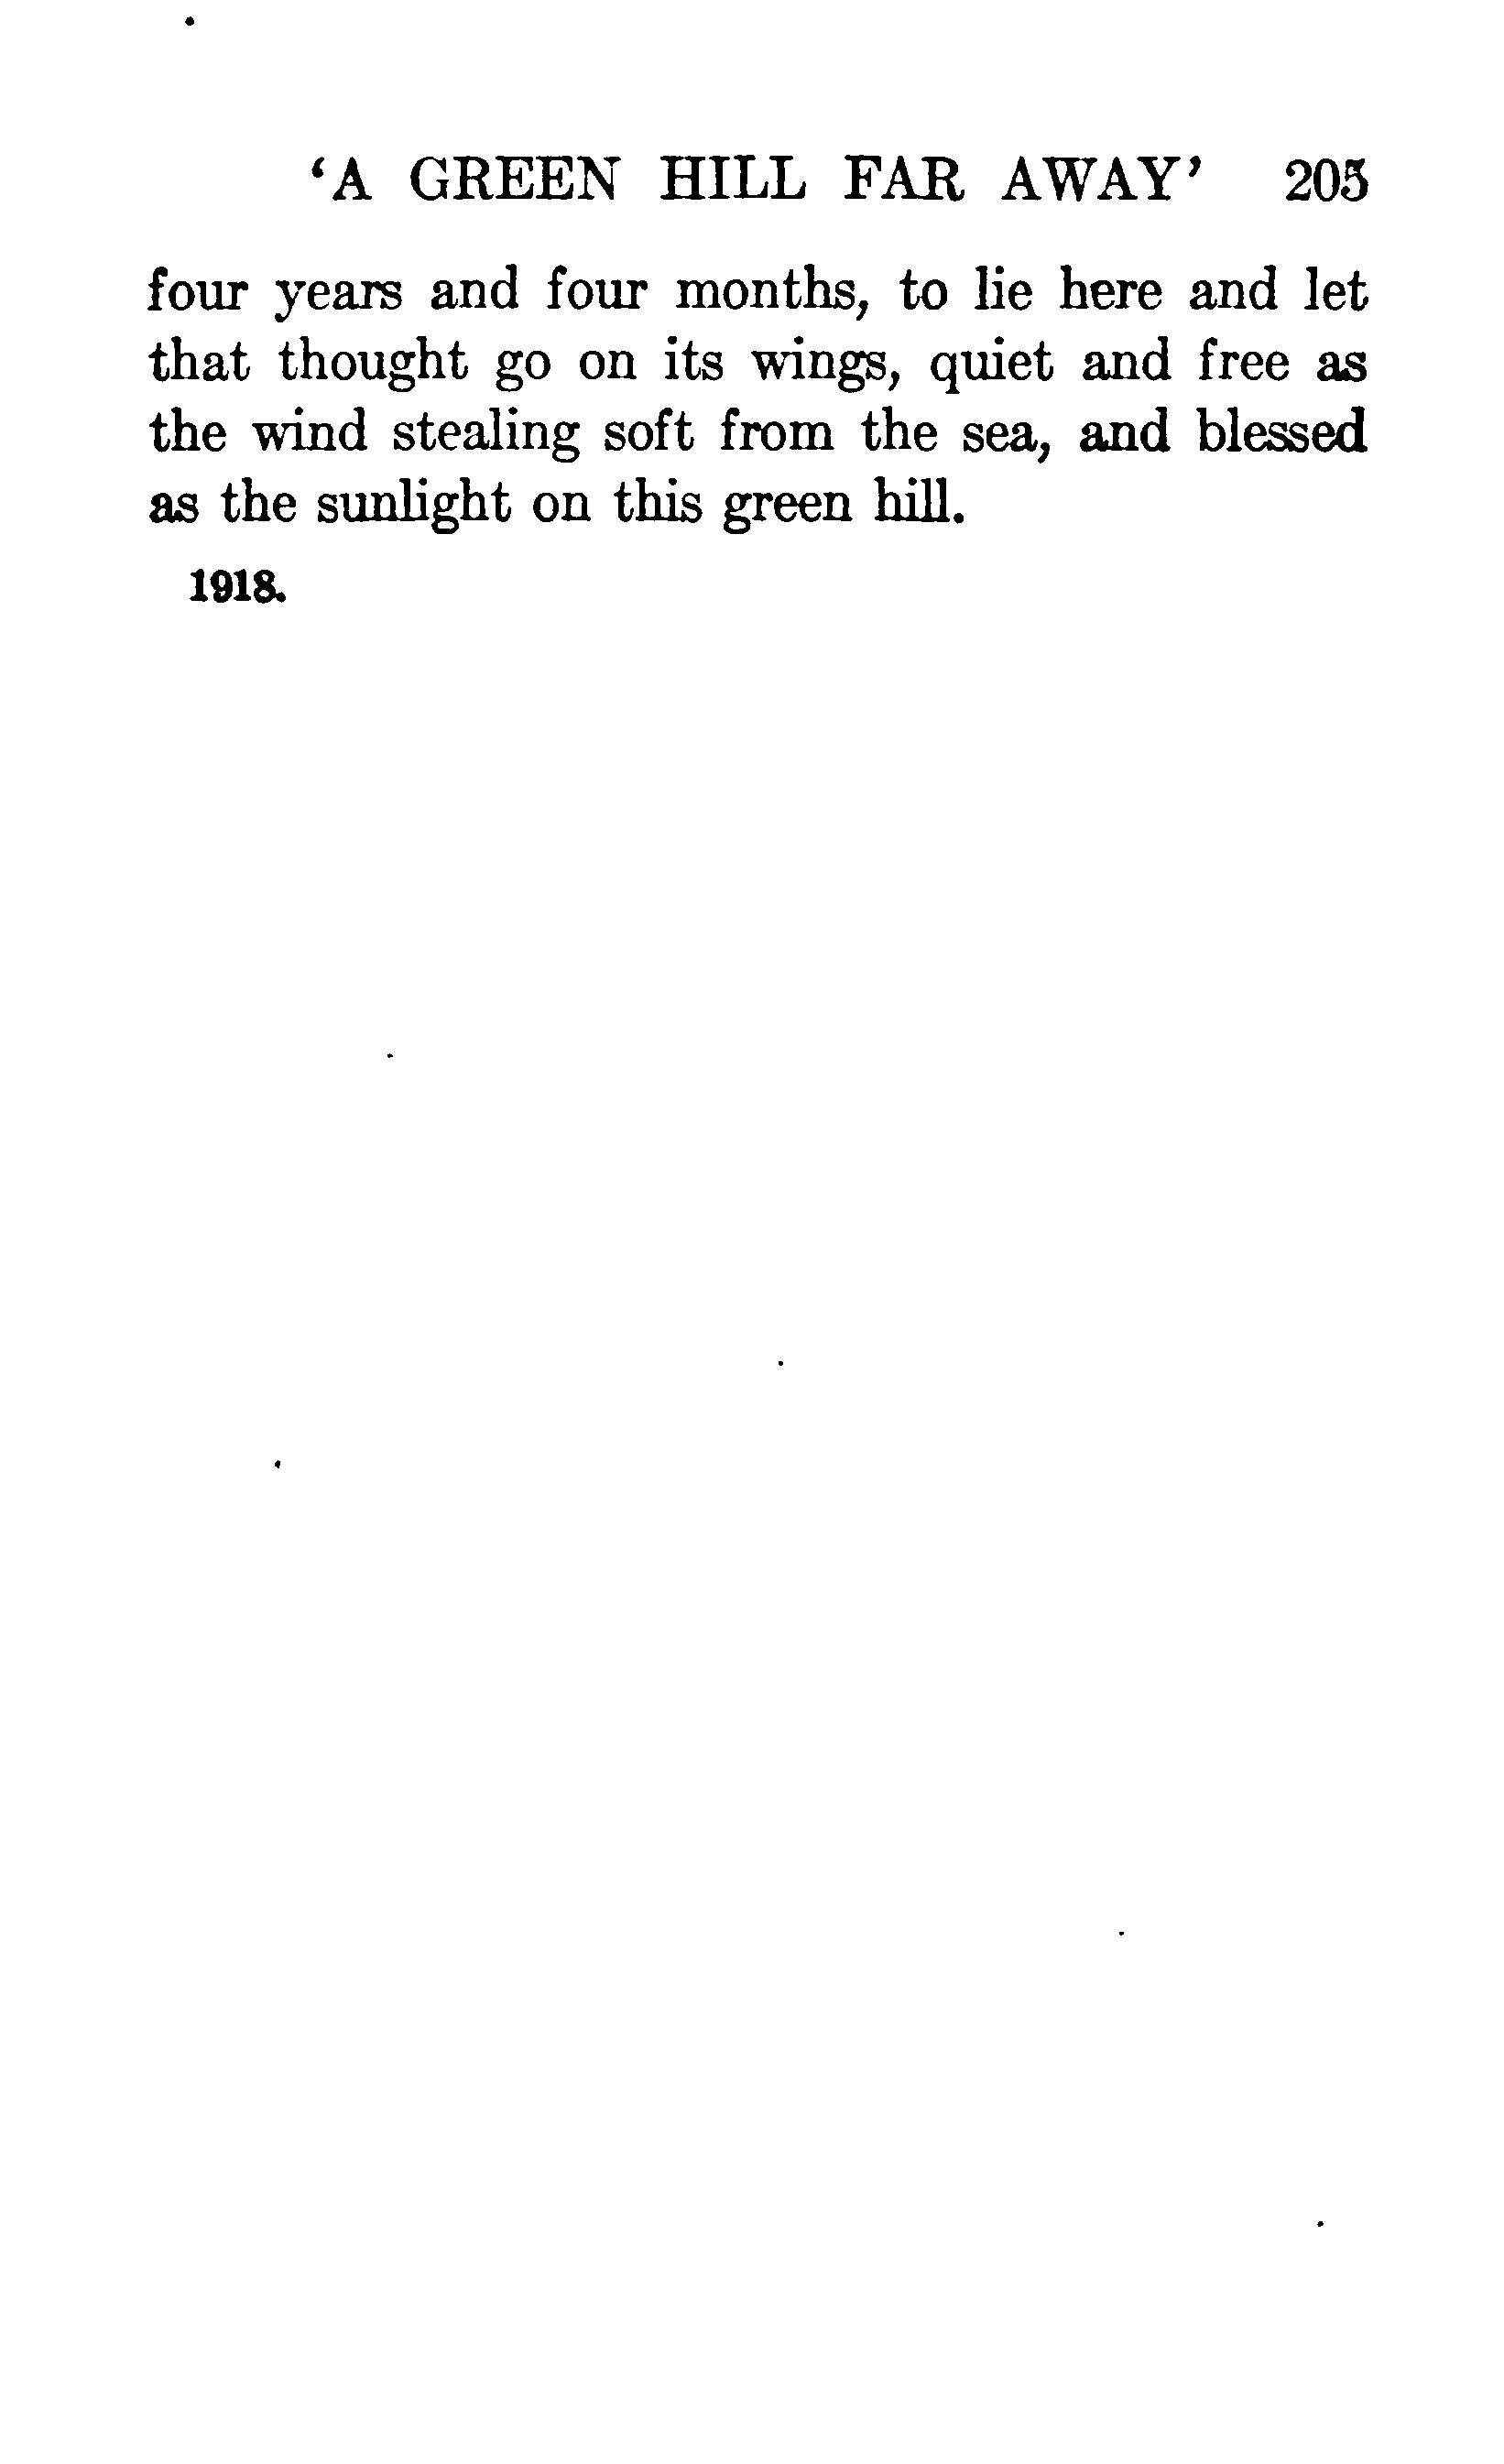 ‘A GREEN HILL FAR AWAY’ 205
four years and four months, to lie here and let
that thought go on its wings, quiet and free as
the wind stealing soft from the sea, and blessed
as the sunlight on this green hill.
1918.